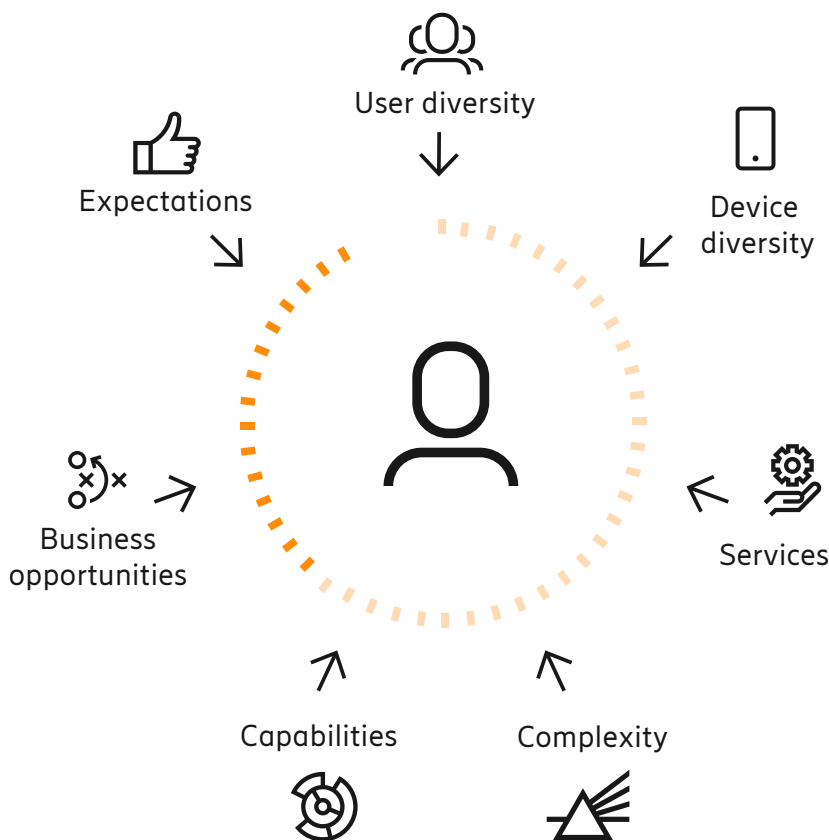 User diversity
Expectations
Device
diversity
Business
opportunities
Services
Capabilities
Complexity